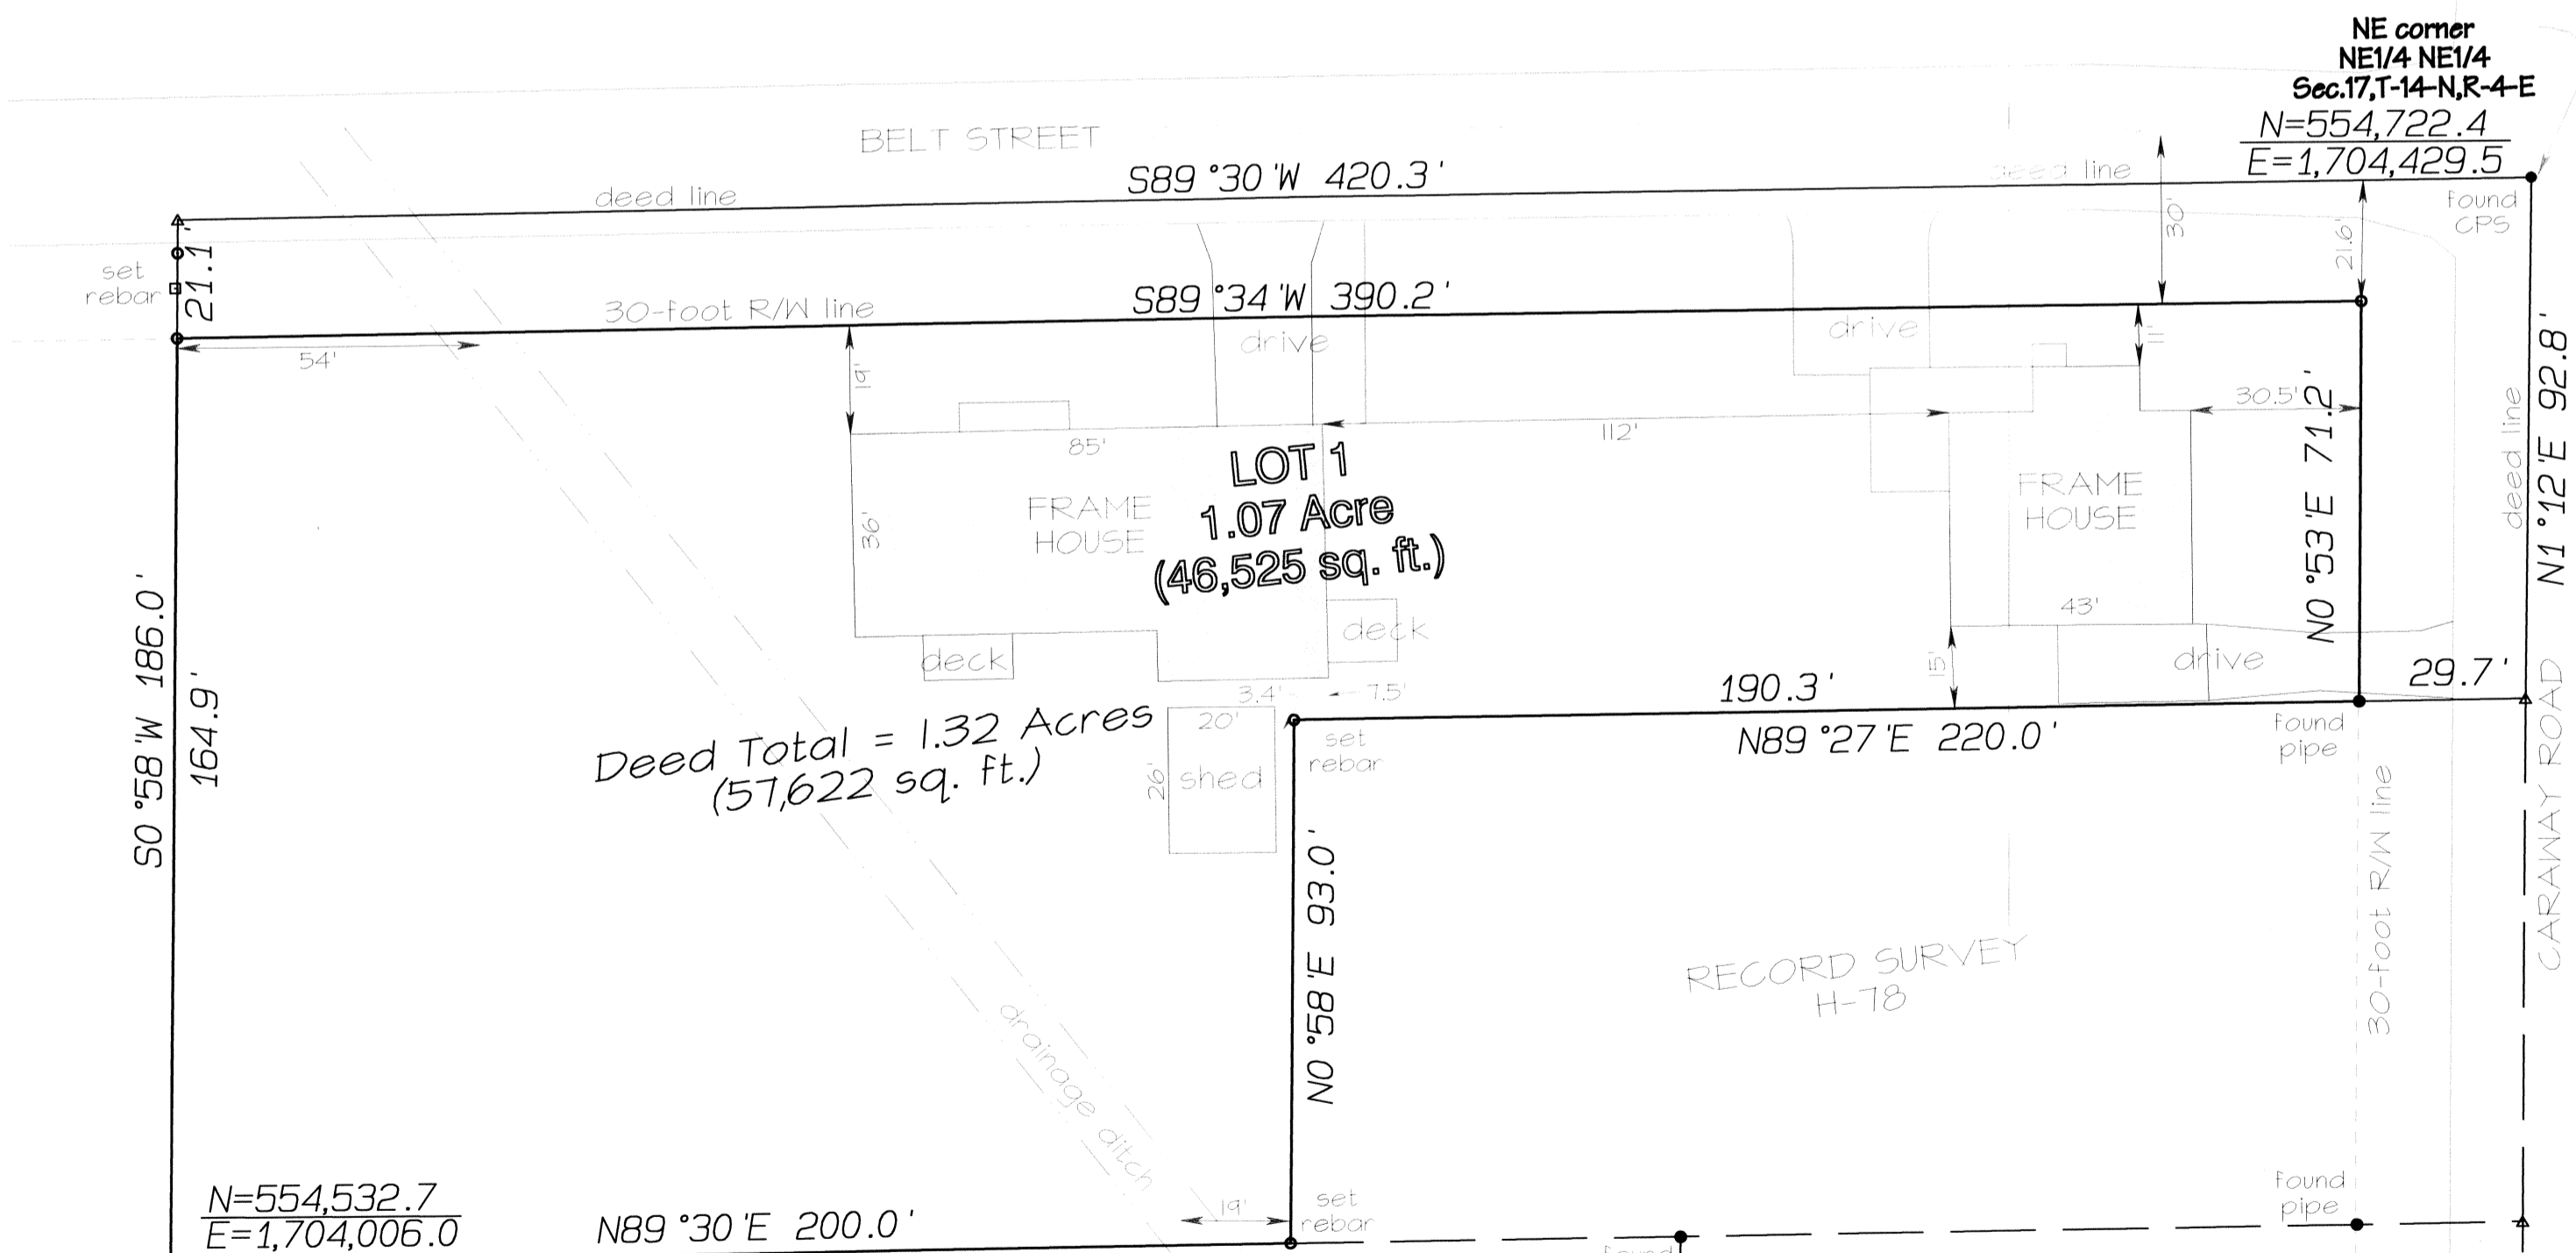 NE corner
NE1/4 NE1/4
Sec.17,T-14-N,R-4-E
N=554,722.4
E=1,704,429.5
BELT STREET
deed line
S89°30'W 420.3'
deed line
found
CPS
30'
21.6'
21.1'
set
rebar
30-foot R/W line
S89°34'W 390.2'
drive
drive
54'
19'
11'
30.5'
85'
112'
LOT 1
1.07 Acre
(46,525 sq. ft.)
FRAME
HOUSE
36'
FRAME
HOUSE
43'
N0°53'E 71.2'
deed line
N1°12'E 92.8'
deck
deck
drive
15'
29.7'
S0°58'W 186.0'
164.9'
3.4'
7.5'
190.3'
N89°27'E 220.0'
found
pipe
Deed Total = 1.32 Acres
(57,622 sq. ft.)
20'
26'
shed
set
rebar
N0°58'E 93.0'
RECORD SURVEY
H-78
30-foot R/W line
CARAWAY ROAD
drainage ditch
N=554,532.7
E=1,704,006.0
N89°30'E 200.0'
19'
set
rebar
found
pipe